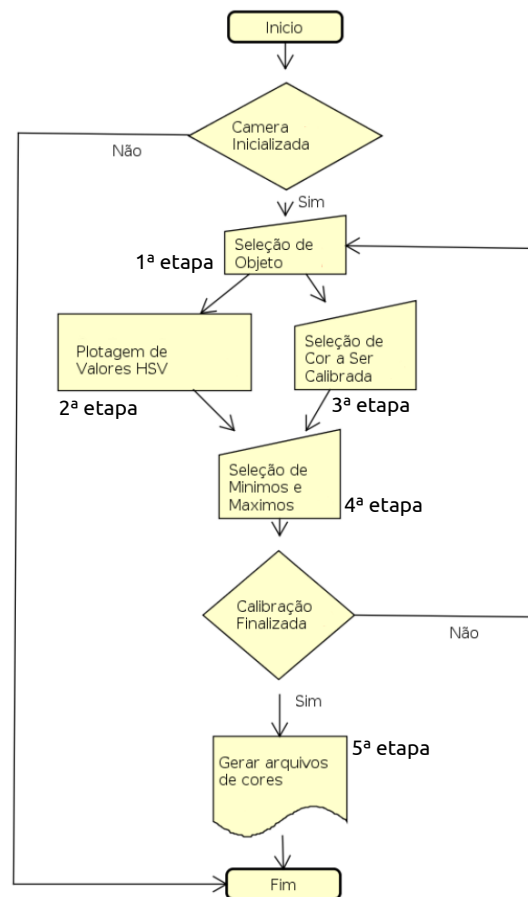 Inicio
Camera
Inicializada
Não
Sim
Seleção de
Objeto
1ª etapa
Plotagem de
Valores HSV
2ª etapa
Seleção de
Cor a Ser
Calibrada
3ª etapa
Seleção de
Minimos e
Maximos
4ª etapa
Calibração
Finalizada
Não
Sim
Gerar arquivos
de cores
5ª etapa
Fim